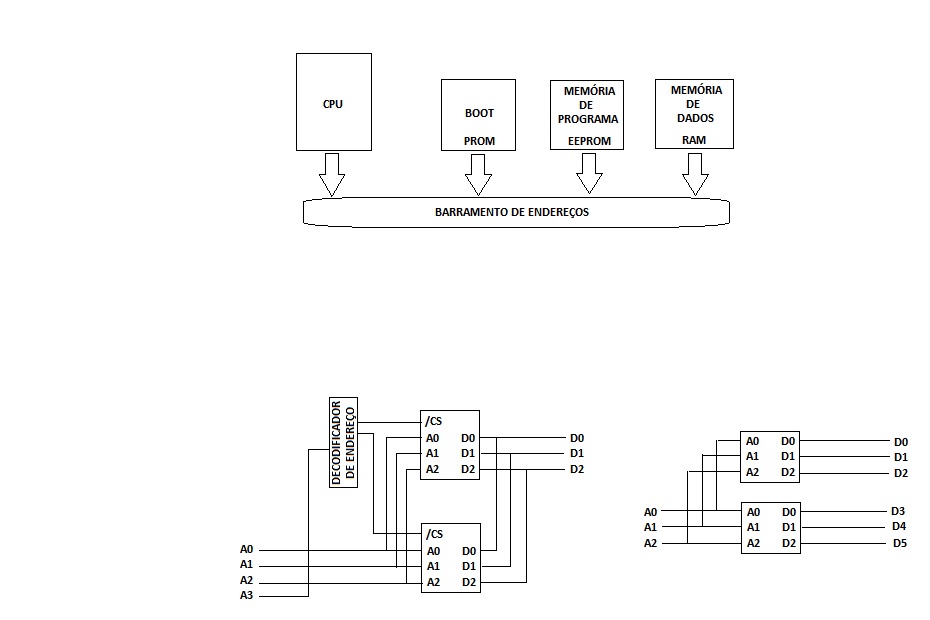 CPU
BOOT
PROM
MEMÓRIA
DE
PROGRAMA
EEPROM
MEMÓRIA
DE
DADOS
RAM
BARRAMENTO DE ENDEREÇOS
DECODIFICADOR
DE ENDEREÇO
/CS
A0 D0
A1 D1
A2 D2
D0
D1
D2
/CS
A0 D0
A1 D1
A2 D2
A0
A1
A2
A3
A0 D0
A1 D1
A2 D2
D0
D1
D2
A0
A1
A2
A0 D0
A1 D1
A2 D2
D3
D4
D5